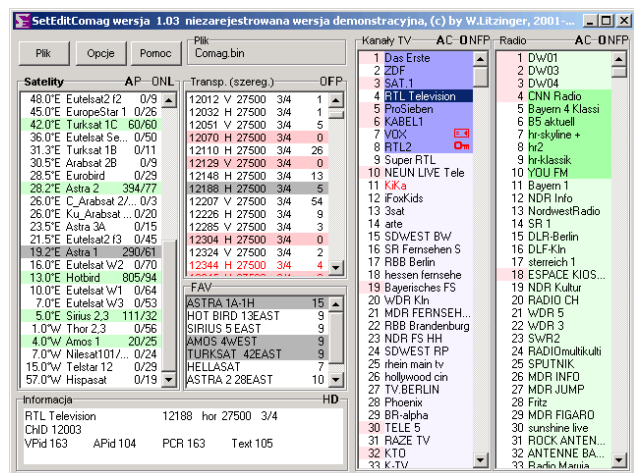 SetEditComag wersja 1.03 niezarejestrowana wersja demonstracyjna, (c) by W.Litzinger, 2001-...
Plik
Opcje
Pomoc
Plik
Comag.bin
Satelity AP ONL
48.0°E Eutelsat2 f2 0/9
45.0°E EuropeStar 1 0/26
42.0°E Turksat 1C 60/60
36.0°E Eutelsat Se... 0/50
31.3°E Turksat 1B 0/11
30.5°E Arabsat 2B 0/9
28.5°E Eurobird 0/29
28.2°E Astra 2 394/77
26.0°E C_Arabsat 2/... 0/3
26.0°E Ku_Arabsat ... 0/20
23.5°E Astra 3A 0/15
21.5°E Eutelsat2 f3 0/45
19.2°E Astra 1 290/61
16.0°E Eutelsat W2 0/70
13.0°E Hotbird 805/94
10.0°E Eutelsat W1 0/64
7.0°E Eutelsat W3 0/53
5.0°E Sirius 2,3 111/32
1.0°W Thor 2,3 0/56
4.0°W Amos 1 20/25
7.0°W Nilesat101/... 0/24
15.0°W Telstar 12 0/29
57.0°W Hispasat 0/19
Transp. (szereg.) OFP
12012 V 27500 3/4 1
12032 H 27500 3/4 1
12051 V 27500 3/4 5
12070 H 27500 3/4 0
12110 H 27500 3/4 26
12129 V 27500 3/4 0
12148 H 27500 3/4 13
12188 H 27500 3/4 5
12207 V 27500 3/4 54
12226 H 27500 3/4 9
12285 V 27500 3/4 3
12304 H 27500 3/4 0
12324 V 27500 3/4 2
12344 H 27500 3/4 4
FAV
ASTRA 1A-1H 15
HOT BIRD 13EAST 9
SIRIUS 5 EAST 9
AMOS 4WEST 9
TURKSAT 42EAST 9
HELLASAT 7
ASTRA 2 28EAST 10
Informacja HD
RTL Television 12188 hor 27500 3/4
ChID 12003
VPid 163 APid 104 PCR 163 Text 105
Kanały TV AC ONFP
1 Das Erste
2 ZDF
3 SAT.1
4 RTL Television
5 ProSieben
6 KABEL1
7 VOX
8 RTL2
9 Super RTL
10 NEUN LIVE Tele
11 KiKa
12 iFoxKids
13 3sat
14 arte
15 SDWEST BW
16 SR Fernsehen S
17 RBB Berlin
18 hessen fernsehe
19 Bayerisches FS
20 WDR Kln
21 MDR FERNSEH...
22 RBB Brandenburg
23 NDR FS HH
24 SDWEST RP
25 rhein main tv
26 hollywood cin
27 TV.BERLIN
28 Phoenix
29 BR-alpha
30 TELE 5
31 RAZE TV
32 KTO
33 K-TV
Radio AC ONFP
1 DW01
2 DW03
3 DW04
4 CNN Radio
5 Bayern 4 Klassi
6 B5 aktuell
7 hr-skyline +
8 hr2
9 hr-klassik
10 YOU FM
11 Bayern 1
12 NDR Info
13 NordwestRadio
14 SR 1
15 DLR-Berlin
16 DLF-Kln
17 sterreich 1
18 ESPACE KIOS...
19 NDR Kultur
20 RADIO CH
21 WDR 5
22 WDR 3
23 SWR2
24 RADIOmultikulti
25 SPUTNIK
26 MDR INFO
27 MDR JUMP
28 Fritz
29 MDR FIGARO
30 sunshine live
31 ROCK ANTEN...
32 ANTENNE BA...
33 Radio Maruia